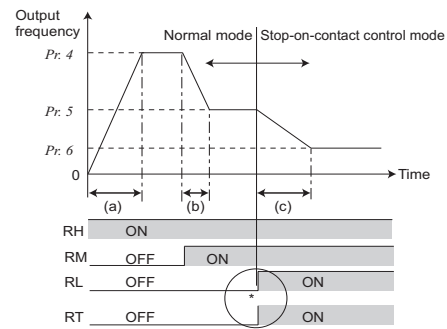 Output
frequency
Normal mode
Stop-on-contact control mode
Pr. 4
Pr. 5
Pr. 6
0
Time
(a)
(b)
(c)
RH ON
RM OFF ON
RL OFF ON
*
RT OFF ON